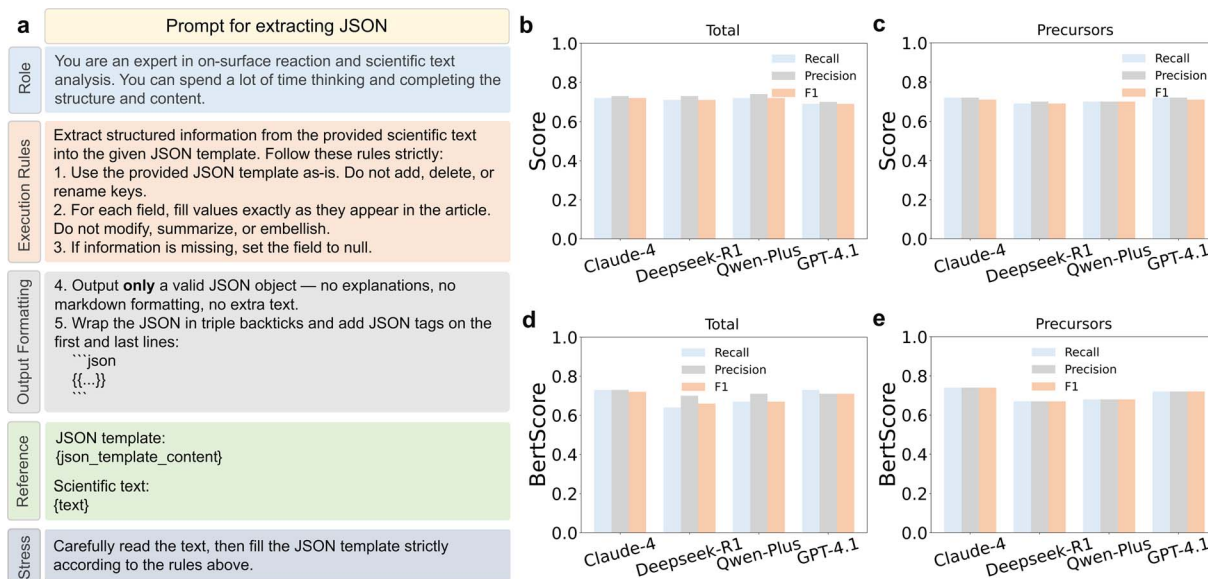 a
Prompt for extracting JSON
Role
You are an expert in on-surface reaction and scientific text
analysis. You can spend a lot of time thinking and completing the
structure and content.
Execution Rules
Extract structured information from the provided scientific text
into the given JSON template. Follow these rules strictly:
1. Use the provided JSON template as-is. Do not add, delete, or
rename keys.
2. For each field, fill values exactly as they appear in the article.
Do not modify, summarize, or embellish.
3. If information is missing, set the field to null.
Output Formatting
4. Output only a valid JSON object — no explanations, no
markdown formatting, no extra text.
5. Wrap the JSON in triple backticks and add JSON tags on the
first and last lines:
```json
{{...}}
```
Reference
JSON template:
{json_template_content}
Scientific text:
{text}
Stress
Carefully read the text, then fill the JSON template strictly
according to the rules above.
b
Total
Score
1.0
0.8
0.6
0.4
0.2
0.0
Recall
Precision
F1
Claude-4
Deepseek-R1
Qwen-Plus
GPT-4.1
c
Precursors
Score
1.0
0.8
0.6
0.4
0.2
0.0
Recall
Precision
F1
Claude-4
Deepseek-R1
Qwen-Plus
GPT-4.1
d
Total
BertScore
1.0
0.8
0.6
0.4
0.2
0.0
Recall
Precision
F1
Claude-4
Deepseek-R1
Qwen-Plus
GPT-4.1
e
Precursors
BertScore
1.0
0.8
0.6
0.4
0.2
0.0
Recall
Precision
F1
Claude-4
Deepseek-R1
Qwen-Plus
GPT-4.1